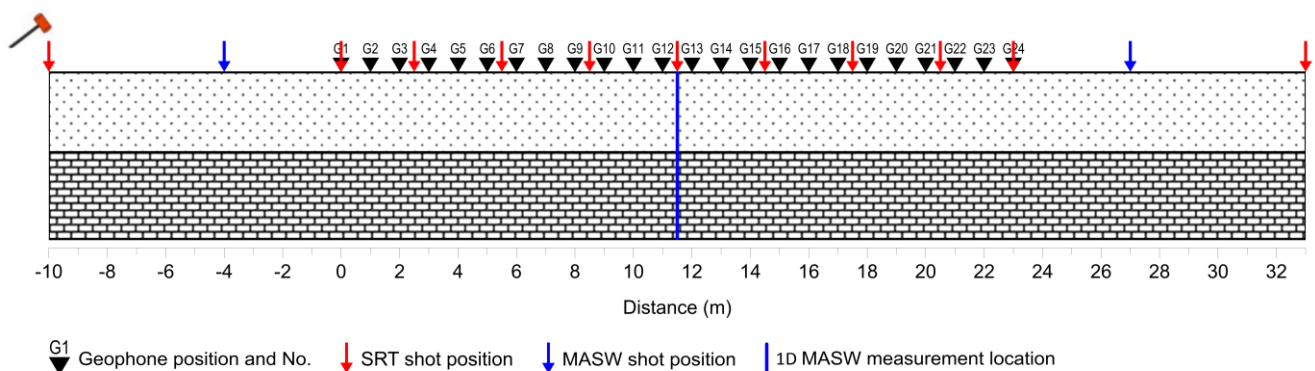 G1 G2 G3 G4 G5 G6 G7 G8 G9 G10 G11 G12 G13 G14 G15 G16 G17 G18 G19 G20 G21 G22 G23 G24
-10 -8 -6 -4 -2 0 2 4 6 8 10 12 14 16 18 20 22 24 26 28 30 32
Distance (m)
G1
Geophone position and No. SRT shot position MASW shot position 1D MASW measurement location